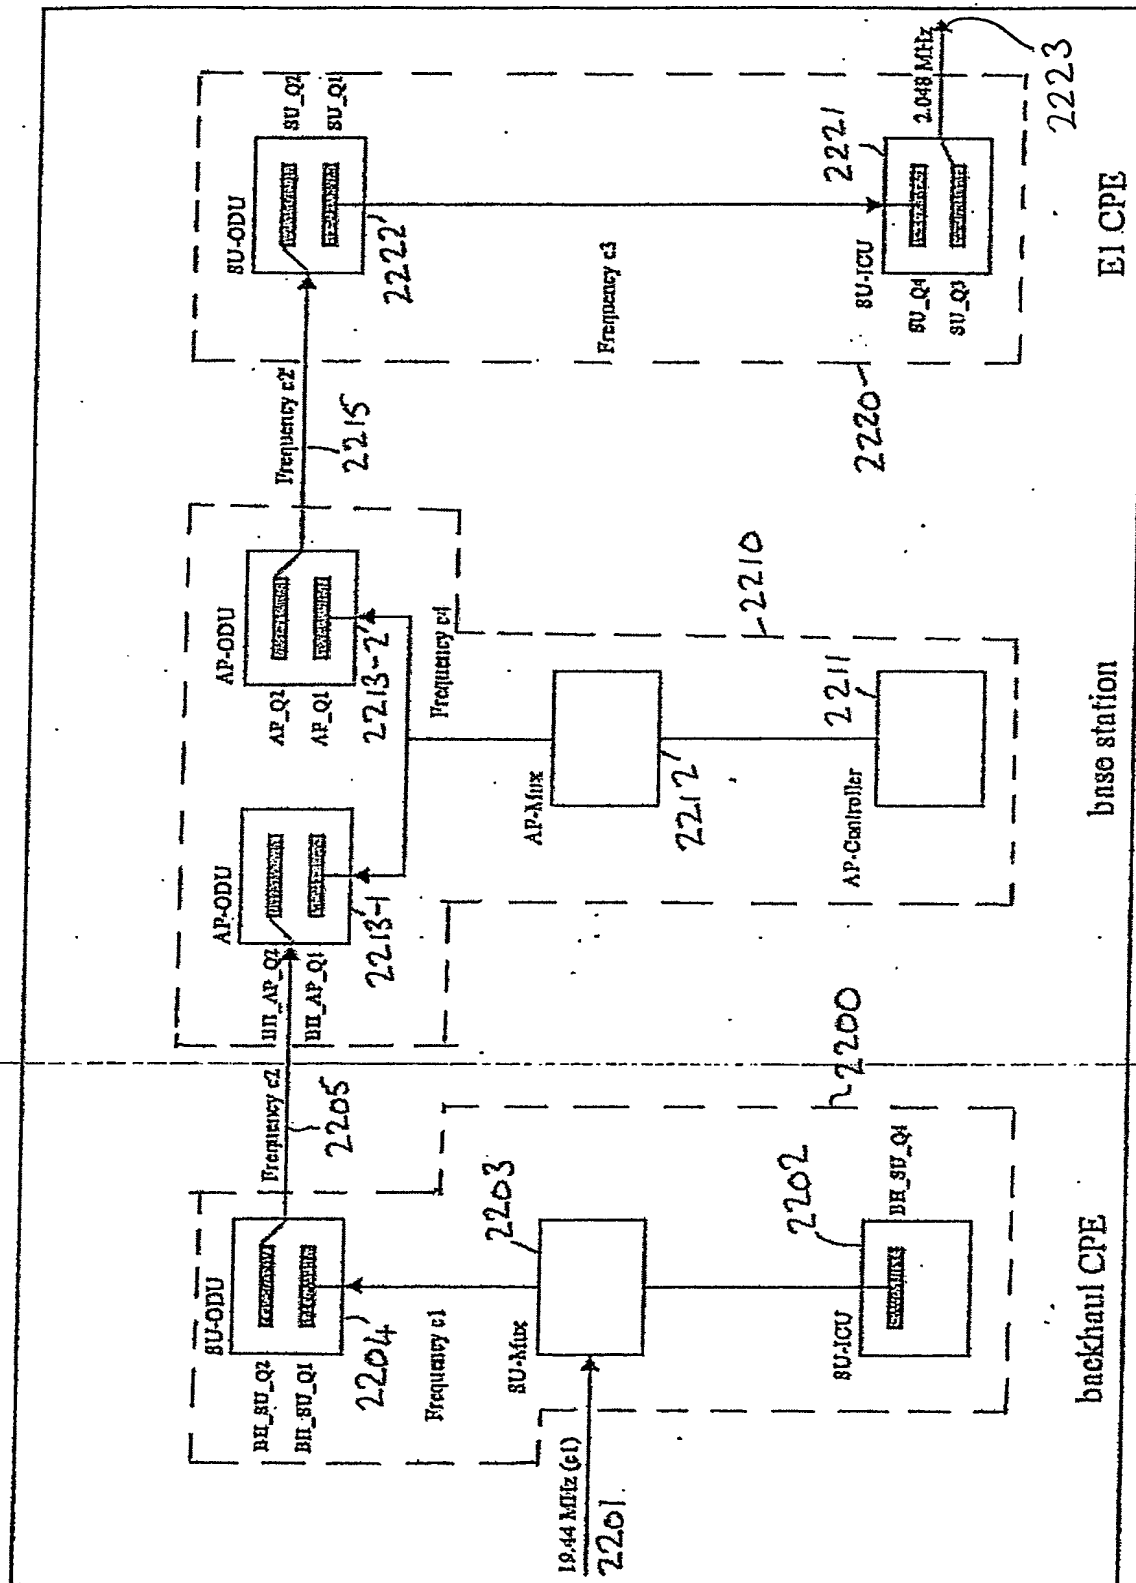 19.44 MHz (c1)
2201
SU-ODU
BH_SU_Q2
BH_SU_Q1
2204
Frequency c1
SU-Mux
2203
SU-ICU
2202
BH_SU_Q4
2200
backhaul CPE
Frequency c2
2205
AP-ODU
BH_AP_Q2
BH_AP_Q1
2213-1
AP-ODU
AP_Q2
AP_Q1
2213-2
Frequency c4
AP-Mux
2212
AP-Controller
2211
2210
base station
Frequency c2'
2215
SU-ODU
SU_Q2
SU_Q1
2222
Frequency c3
SU-ICU
2221
SU_Q4
SU_Q3
2220
2.048 MHz
2223
E1 CPE